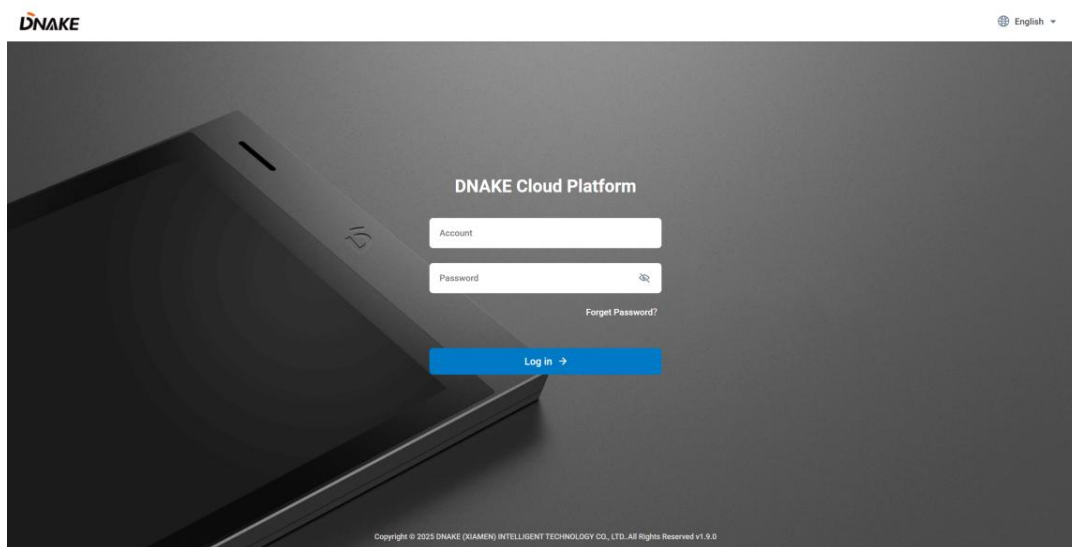 DNAKE
English
DNAKE Cloud Platform
Account
Password
Forget Password?
Log in →
Copyright © 2025 DNAKE (XIAMEN) INTELLIGENT TECHNOLOGY CO., LTD..All Rights Reserved v1.9.0